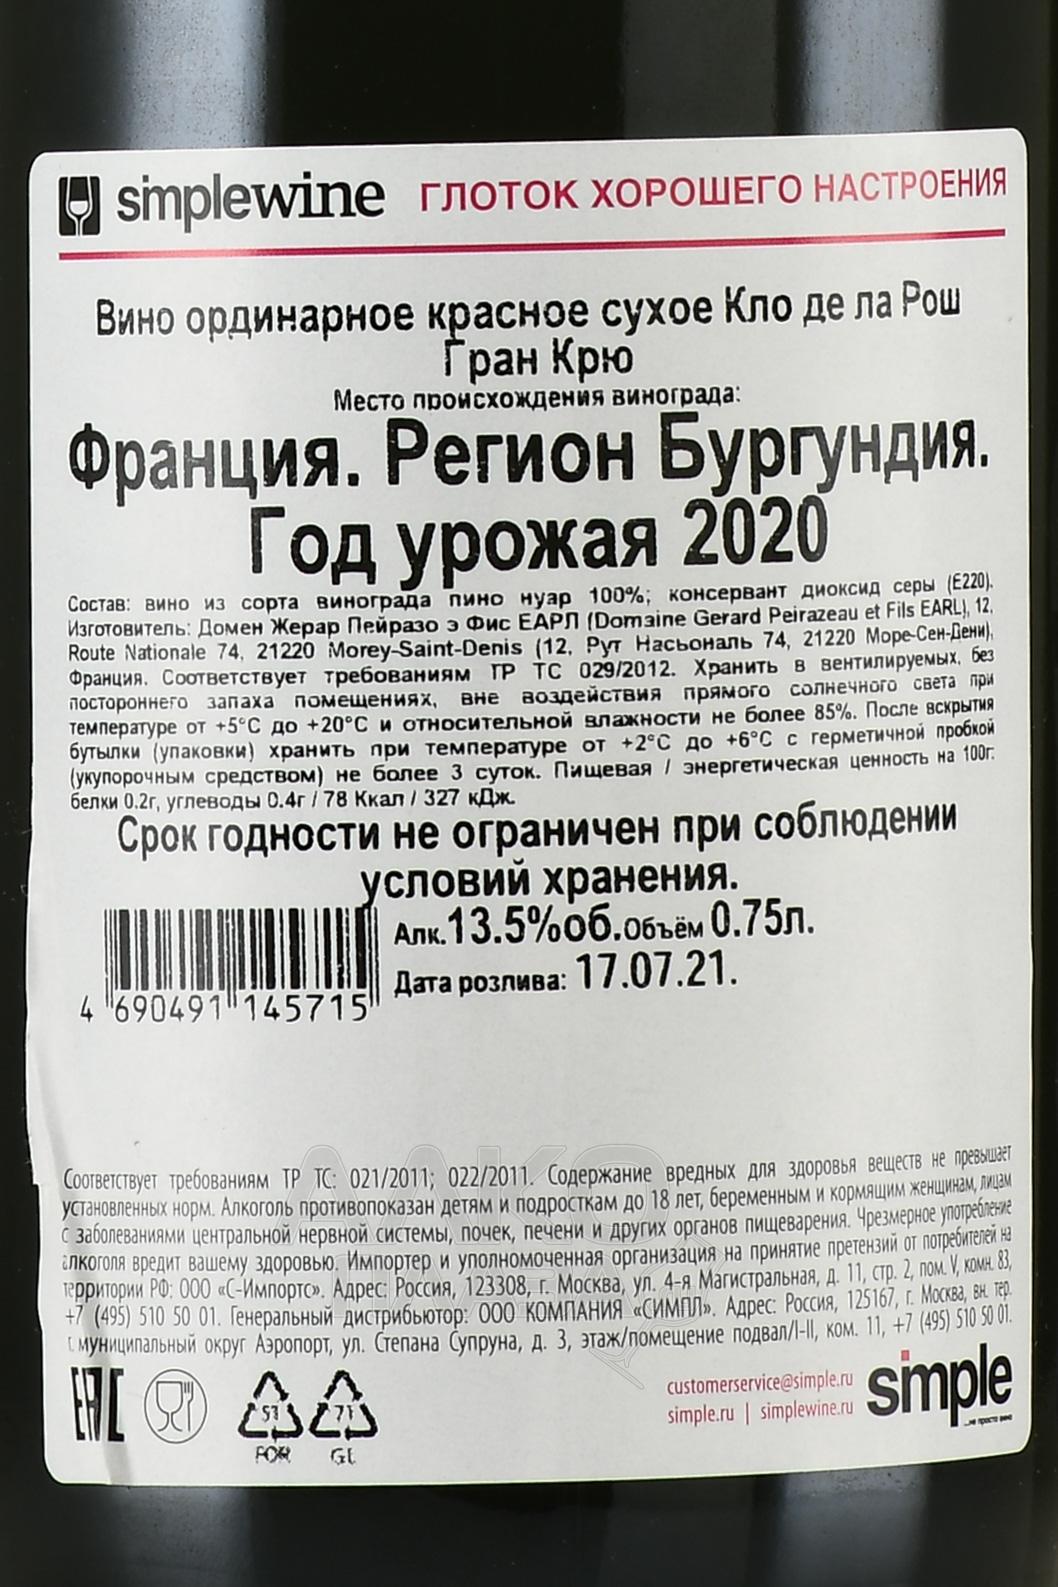 simplewine ГЛОТОК ХОРОШЕГО НАСТРОЕНИЯ
Вино ординарное красное сухое Кло де ла Рош
Гран Крю
Место происхождения винограда:
Франция. Регион Бургундия.
Год урожая 2020
Состав: вино из сорта винограда пино нуар 100%; консервант диоксид серы (Е220).
Изготовитель: Домен Жерар Пейразо э Фис ЕАРЛ (Domaine Gerard Peirazeau et Fils EARL), 12,
Route Nationale 74, 21220 Morey-Saint-Denis (12, Рут Насьональ 74, 21220 Море-Сен-Дени),
Франция. Соответствует требованиям ТР ТС 029/2012. Хранить в вентилируемых, без
постороннего запаха помещениях, вне воздействия прямого солнечного света при
температуре от +5°С до +20°С и относительной влажности не более 85%. После вскрытия
бутылки (упаковки) хранить при температуре от +2°С до +6°С с герметичной пробкой
(укупорочным средством) не более 3 суток. Пищевая / энергетическая ценность на 100г:
белки 0.2г, углеводы 0.4г / 78 Ккал / 327 кДж.
Срок годности не ограничен при соблюдении
условий хранения.
Алк.13.5%об.Объём 0.75л.
Дата розлива: 17.07.21.
4 690491 145715
Соответствует требованиям ТР ТС: 021/2011; 022/2011. Содержание вредных для здоровья веществ не превышает
установленных норм. Алкоголь противопоказан детям и подросткам до 18 лет, беременным и кормящим женщинам, лицам
с заболеваниями центральной нервной системы, почек, печени и других органов пищеварения. Чрезмерное употребление
алкоголя вредит вашему здоровью. Импортер и уполномоченная организация на принятие претензий от потребителей на
территории РФ: ООО «С-Импортс». Адрес: Россия, 123308, г. Москва, ул. 4-я Магистральная, д. 11, стр. 2, пом. V, комн. 83,
+7 (495) 510 50 01. Генеральный дистрибьютор: ООО КОМПАНИЯ «СИМПЛ». Адрес: Россия, 125167, г. Москва, вн. тер.
г. муниципальный округ Аэропорт, ул. Степана Супруна, д. 3, этаж/помещение подвал/I-II, ком. 11, +7 (495) 510 50 01.
EAC
51 71
FOR GL
customerservice@simple.ru
simple.ru | simplewine.ru
simple
...не просто вино